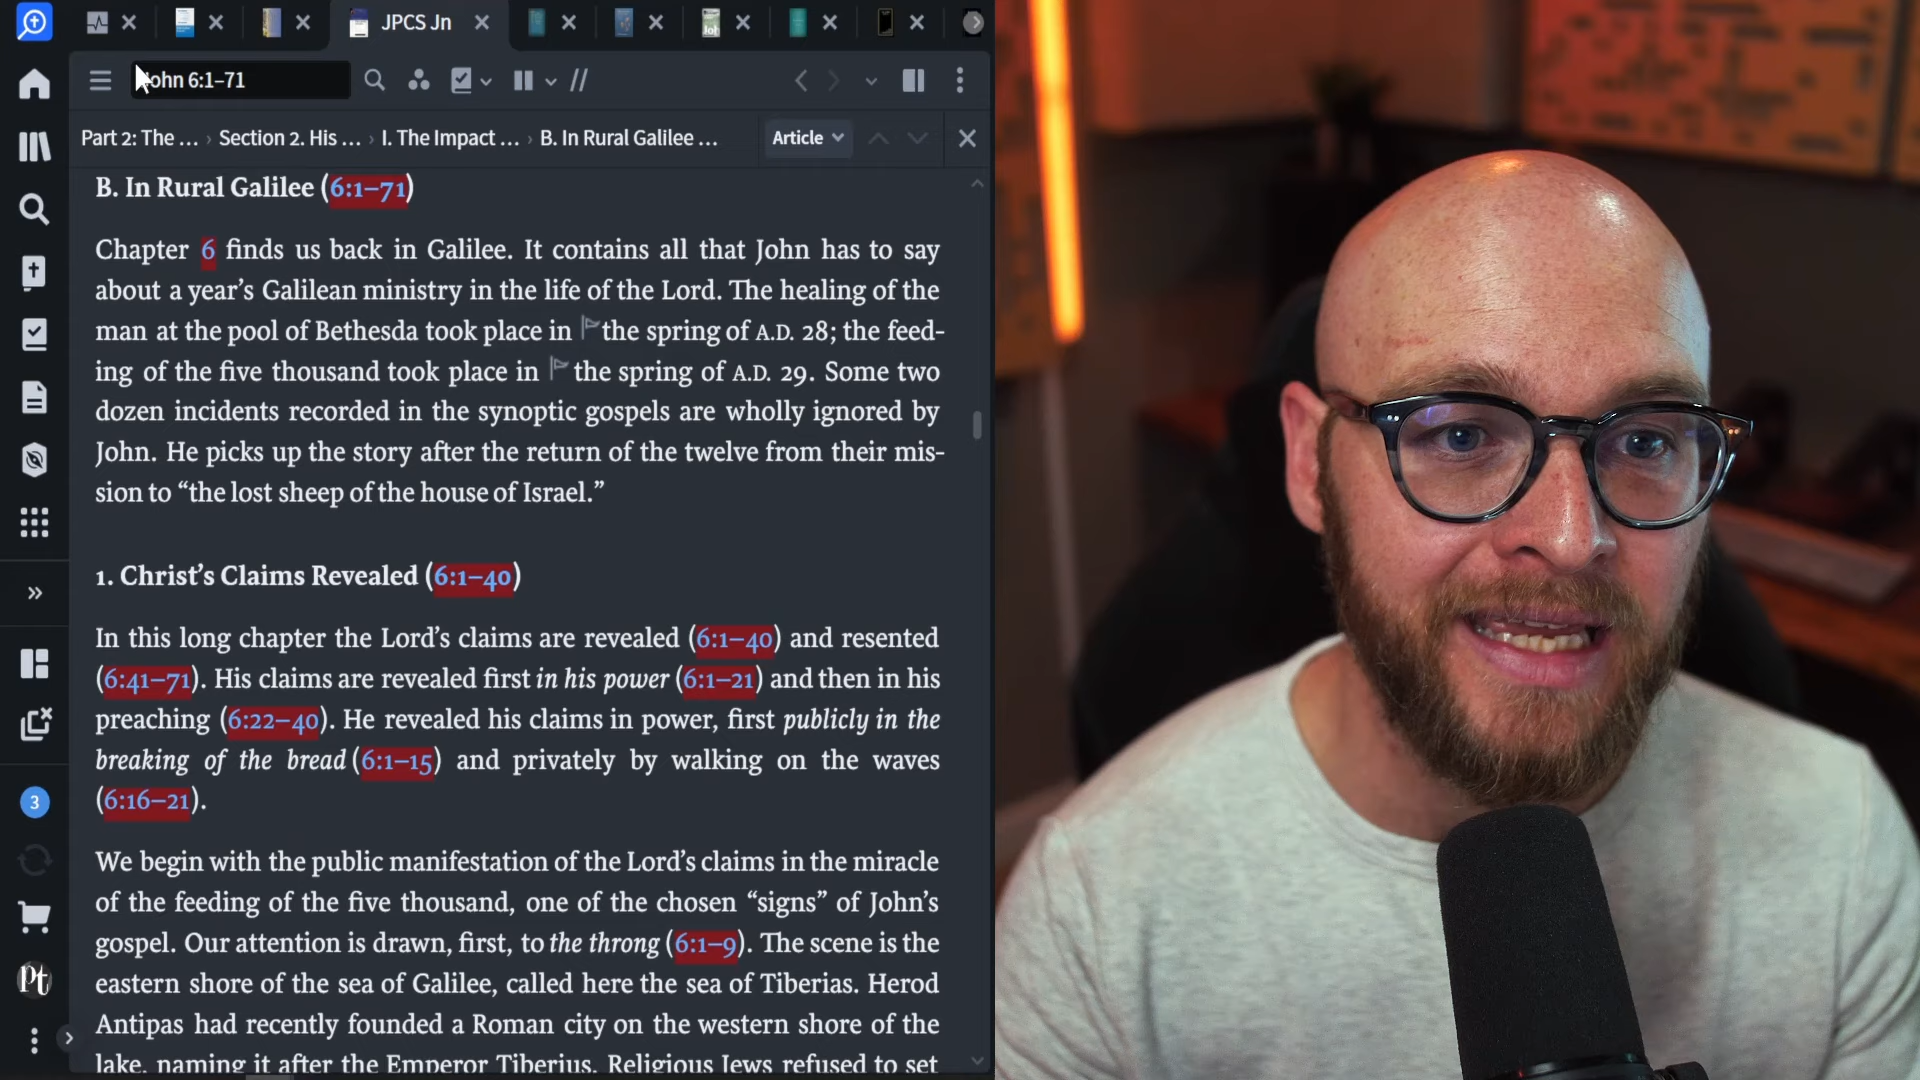 JPCS Jn
Job
John 6:1–71
Part 2: The ... › Section 2. His ... › I. The Impact ... › B. In Rural Galilee ... Article
B. In Rural Galilee (6:1–71)
Chapter 6 finds us back in Galilee. It contains all that John has to say
about a year’s Galilean ministry in the life of the Lord. The healing of the
man at the pool of Bethesda took place in the spring of A.D. 28; the feed-
ing of the five thousand took place in the spring of A.D. 29. Some two
dozen incidents recorded in the synoptic gospels are wholly ignored by
John. He picks up the story after the return of the twelve from their mis-
sion to “the lost sheep of the house of Israel.”
1. Christ’s Claims Revealed (6:1–40)
In this long chapter the Lord’s claims are revealed (6:1–40) and resented
(6:41–71). His claims are revealed first in his power (6:1–21) and then in his
preaching (6:22–40). He revealed his claims in power, first publicly in the
breaking of the bread (6:1–15) and privately by walking on the waves
(6:16–21).
We begin with the public manifestation of the Lord’s claims in the miracle
of the feeding of the five thousand, one of the chosen “signs” of John’s
gospel. Our attention is drawn, first, to the throng (6:1–9). The scene is the
eastern shore of the sea of Galilee, called here the sea of Tiberias. Herod
Antipas had recently founded a Roman city on the western shore of the
lake, naming it after the Emperor Tiberius. Religious Jews refused to set
3
Pt